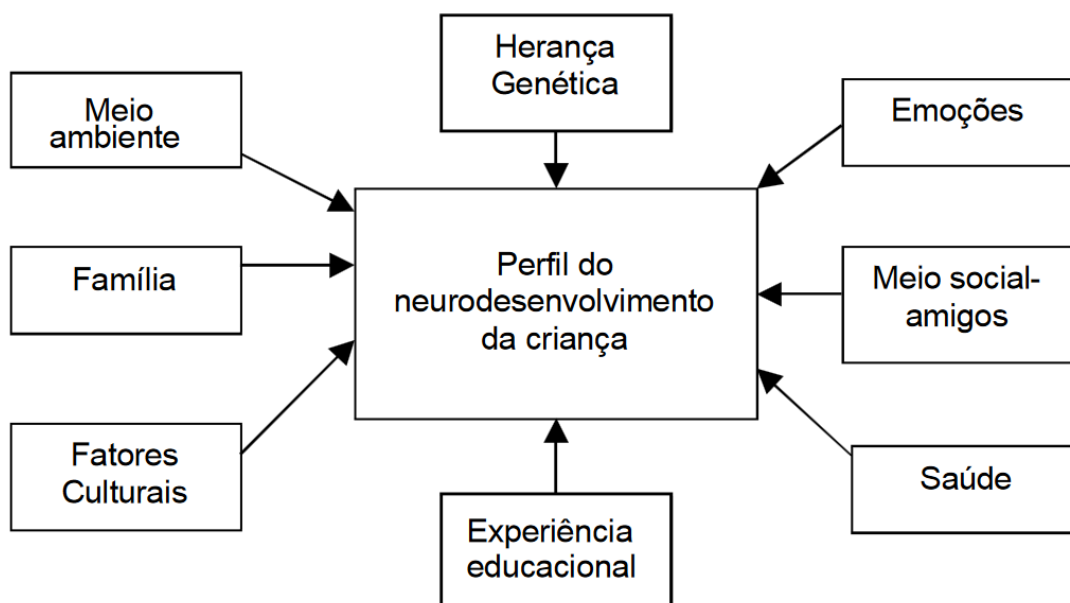 Herança
Genética
Meio
ambiente
Emoções
Família
Perfil do
neurodesenvolvimento
da criança
Meio social-
amigos
Fatores
Culturais
Saúde
Experiência
educacional